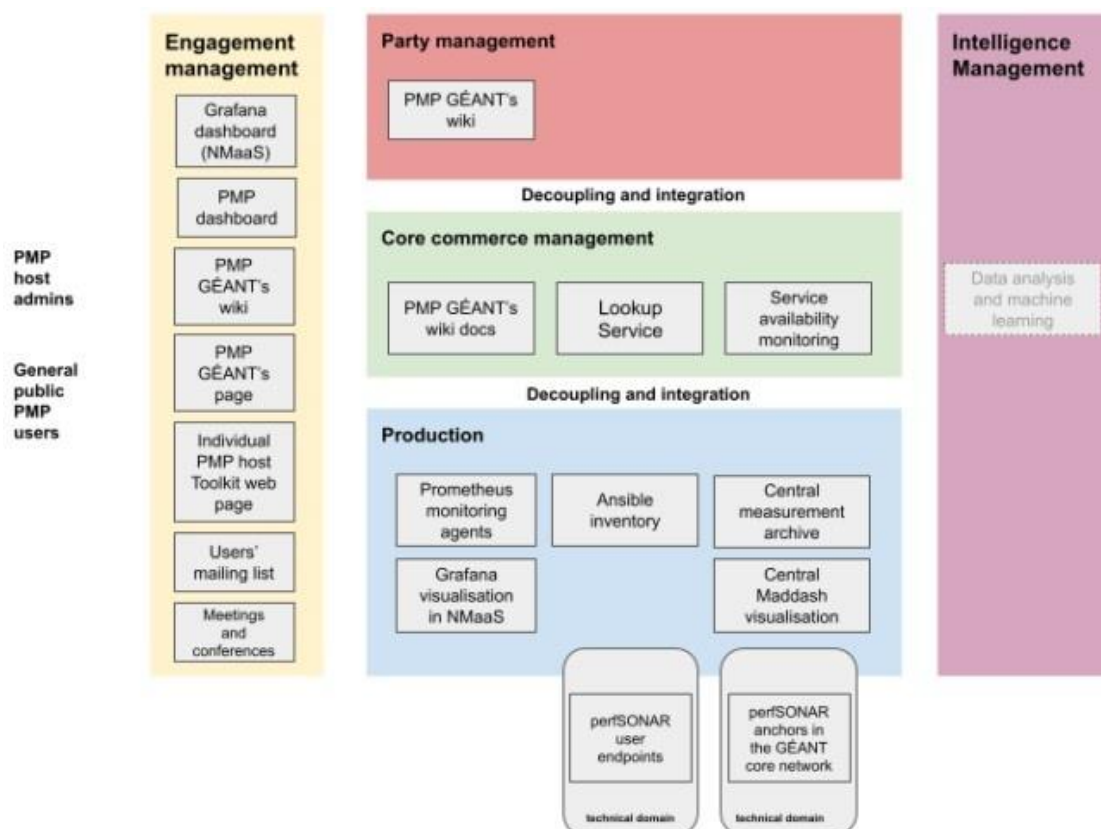 PMP
host
admins
General
public
PMP
users
Engagement
management
Grafana
dashboard
(NMaaS)
PMP
dashboard
PMP
GÉANT's
wiki
PMP
GÉANT's
page
Individual
PMP host
Toolkit web
page
Users'
mailing list
Meetings
and
conferences
Party management
PMP GÉANT's
wiki
Decoupling and integration
Core commerce management
PMP GÉANT's
wiki docs
Lookup
Service
Service
availability
monitoring
Decoupling and integration
Production
Prometheus
monitoring
agents
Ansible
inventory
Central
measurement
archive
Grafana
visualisation
in NMaaS
Central
Maddash
visualisation
perfSONAR
user
endpoints
technical domain
perfSONAR
anchors in
the GÉANT
core network
technical domain
Intelligence
Management
Data analysis
and machine
learning